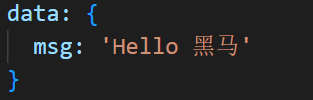 data: {
  msg: 'Hello 黑马'
}